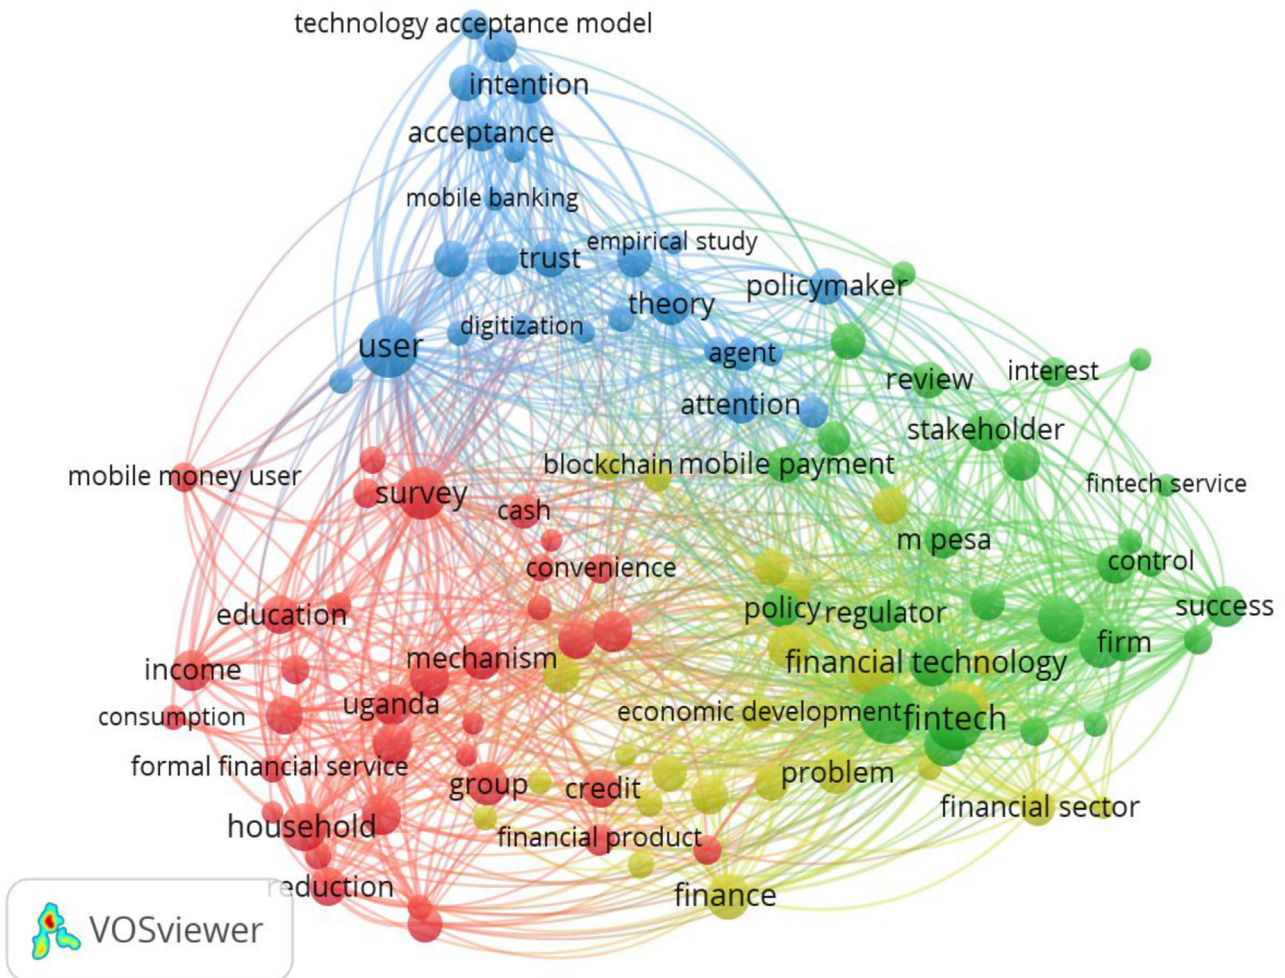 technology acceptance model
intention
acceptance
mobile banking
empirical study
trust
policymaker
theory
digitization
user
agent
interest
review
attention
stakeholder
blockchain
mobile payment
mobile money user
fintech service
survey
cash
m pesa
control
convenience
success
policy
regulator
education
firm
mechanism
financial technology
income
uganda
economic development
consumption
fintech
formal financial service
problem
group
credit
financial sector
household
financial product
reduction
finance
VOSviewer